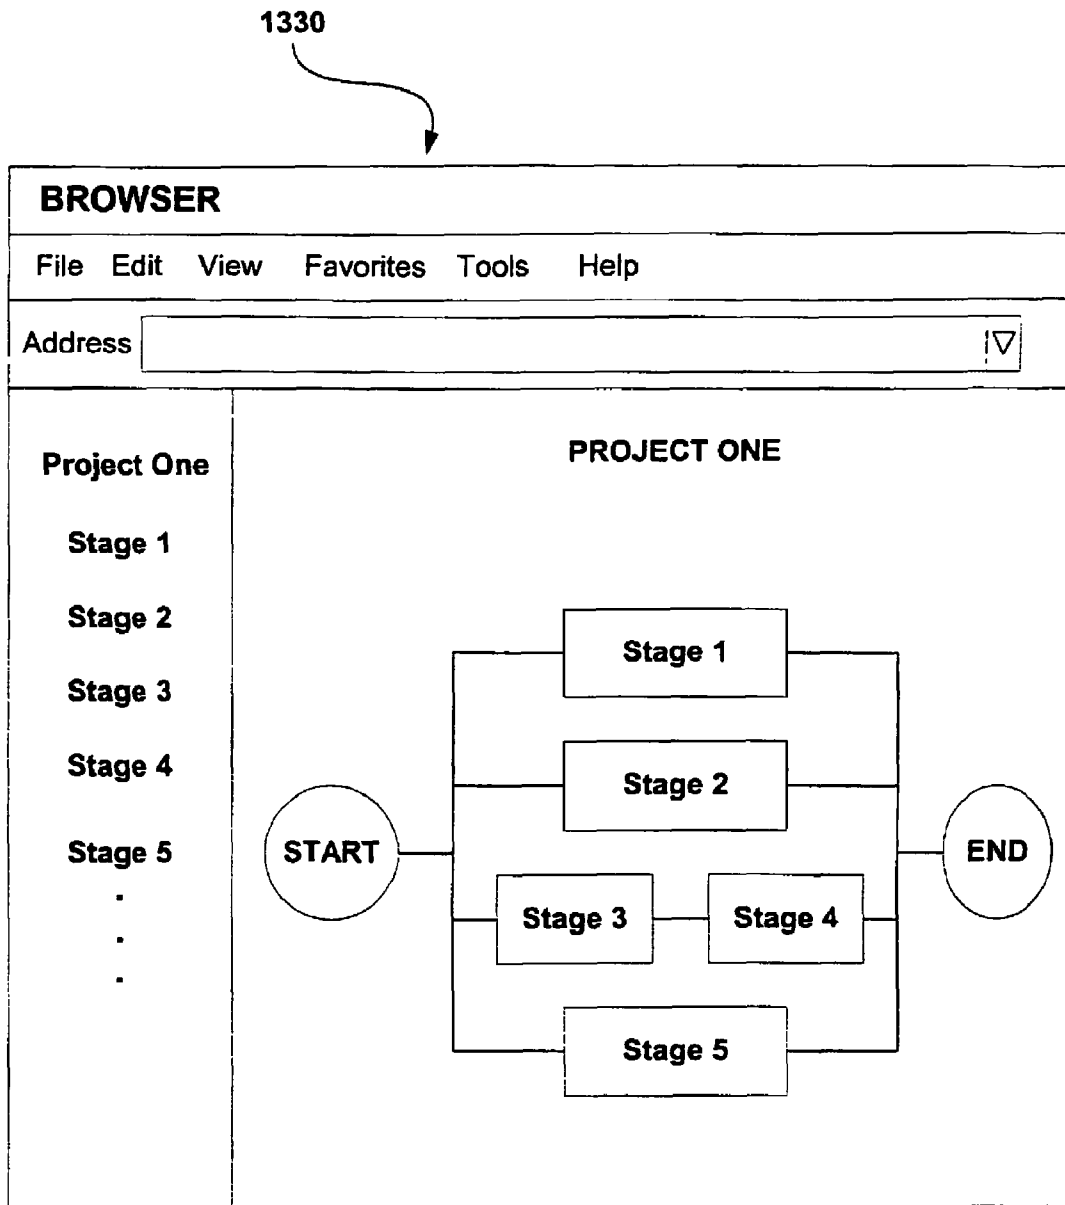 1330
BROWSER
File Edit View Favorites Tools Help
Address
Project One
Stage 1
Stage 2
Stage 3
Stage 4
Stage 5
PROJECT ONE
Stage 1
Stage 2
START
END
Stage 3
Stage 4
Stage 5